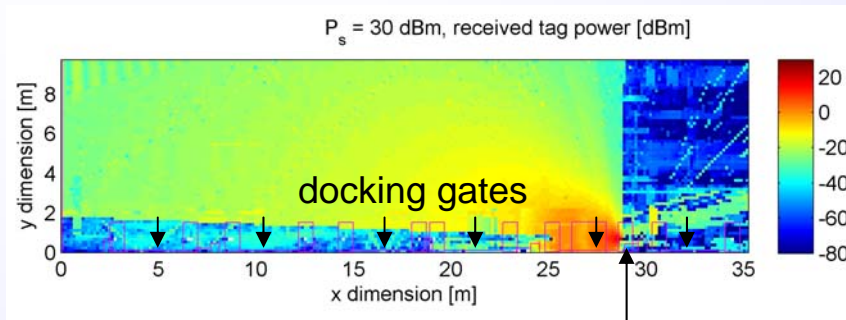 P_s = 30 dBm, received tag power [dBm]
y dimension [m]
8
6
4
2
0
docking gates
0 5 10 15 20 25 30 35
x dimension [m]
20
0
-20
-40
-60
-80